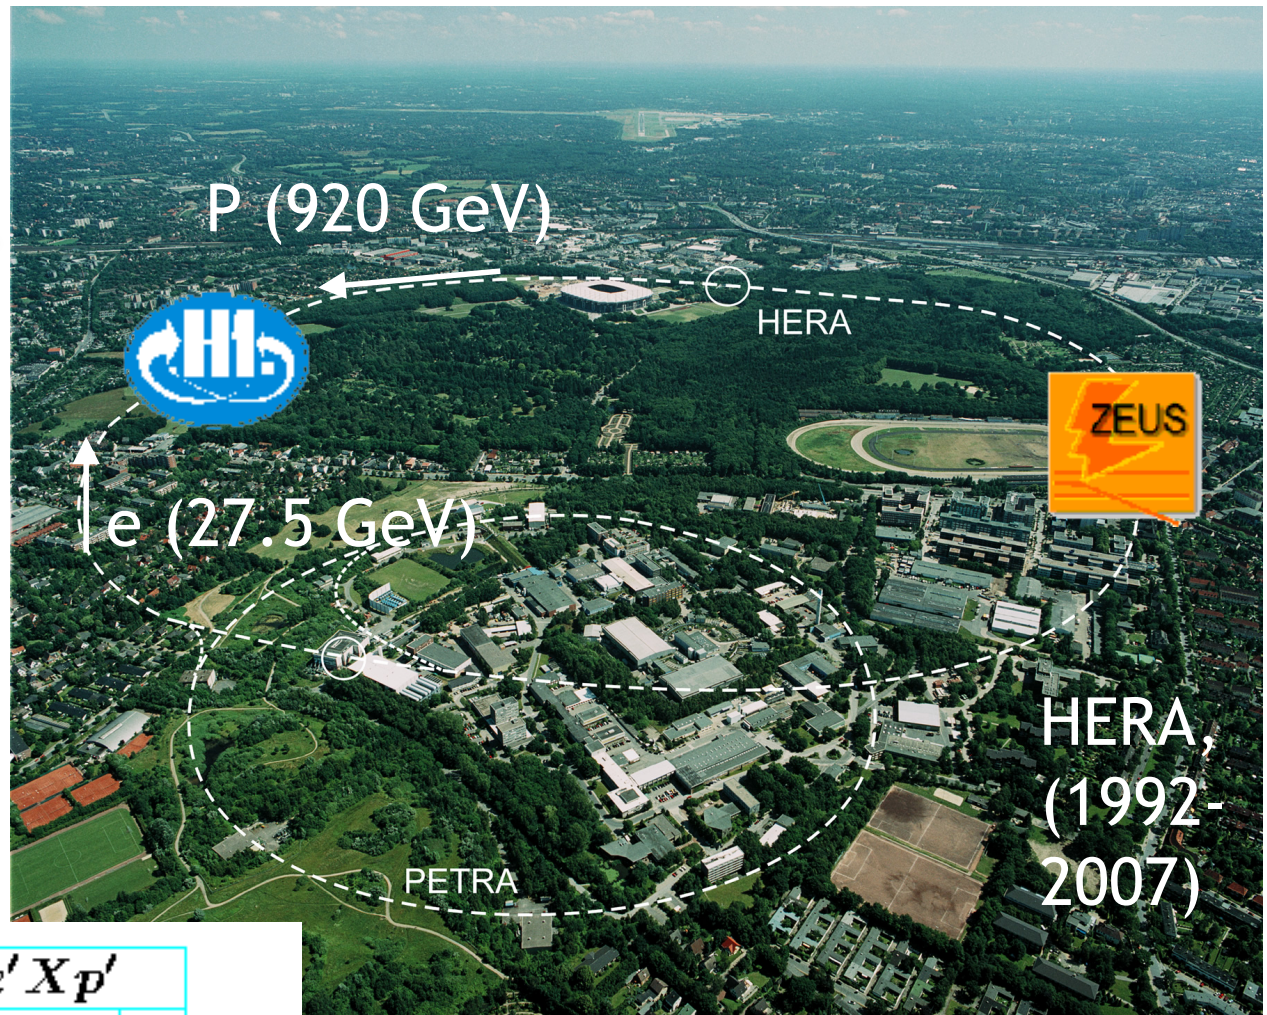 P (920 GeV)
HERA
H1
ZEUS
e (27.5 GeV)
HERA,
(1992-
2007)
PETRA
′ X p′